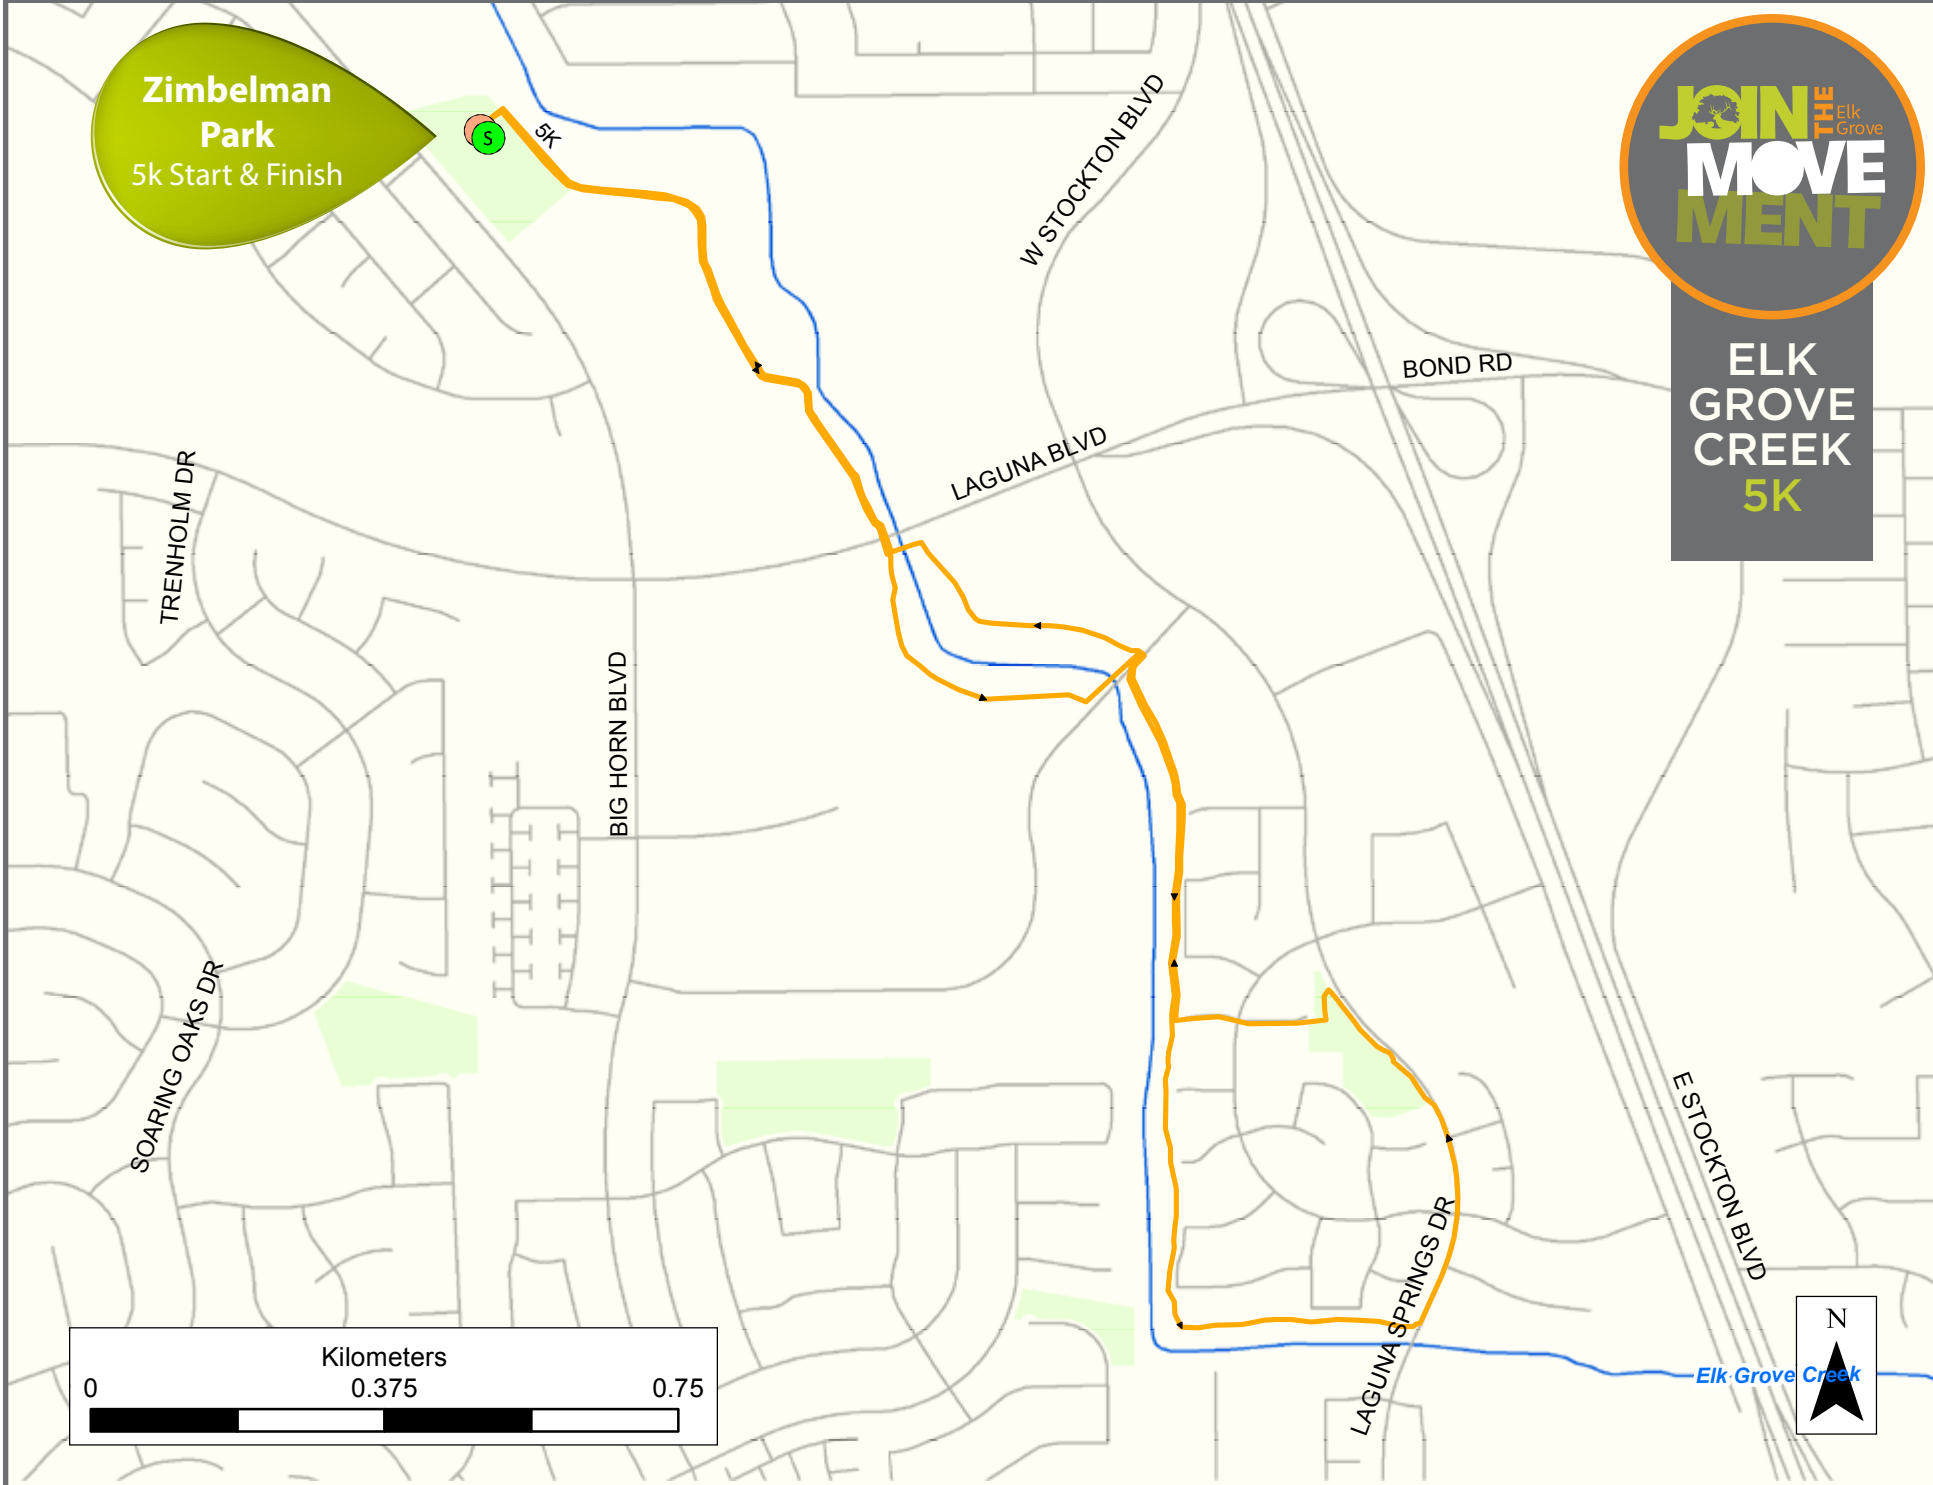 Zimbelman
Park
5k Start & Finish
S
5K
W STOCKTON BLVD
JOIN
THE
Elk
Grove
MOVE
MENT
ELK
GROVE
CREEK
5K
BOND RD
LAGUNA BLVD
TRENHOLM DR
BIG HORN BLVD
SOARING OAKS DR
LAGUNA SPRINGS DR
E STOCKTON BLVD
Elk Grove Creek
N
Kilometers
0 0.375 0.75